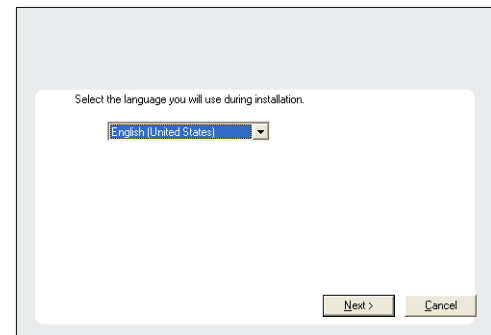 Select the language you will use during installation.
English (United States)
Next >
Cancel